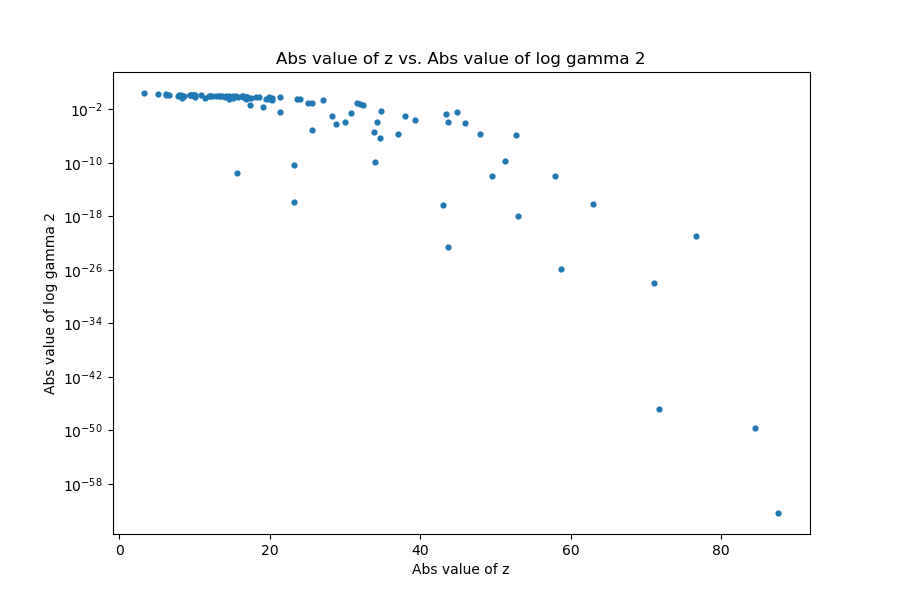 Abs value of z vs. Abs value of log gamma 2
Abs value of log gamma 2
10⁻²
10⁻¹⁰
10⁻¹⁸
10⁻²⁶
10⁻³⁴
10⁻⁴²
10⁻⁵⁰
10⁻⁵⁸
0 20 40 60 80
Abs value of z